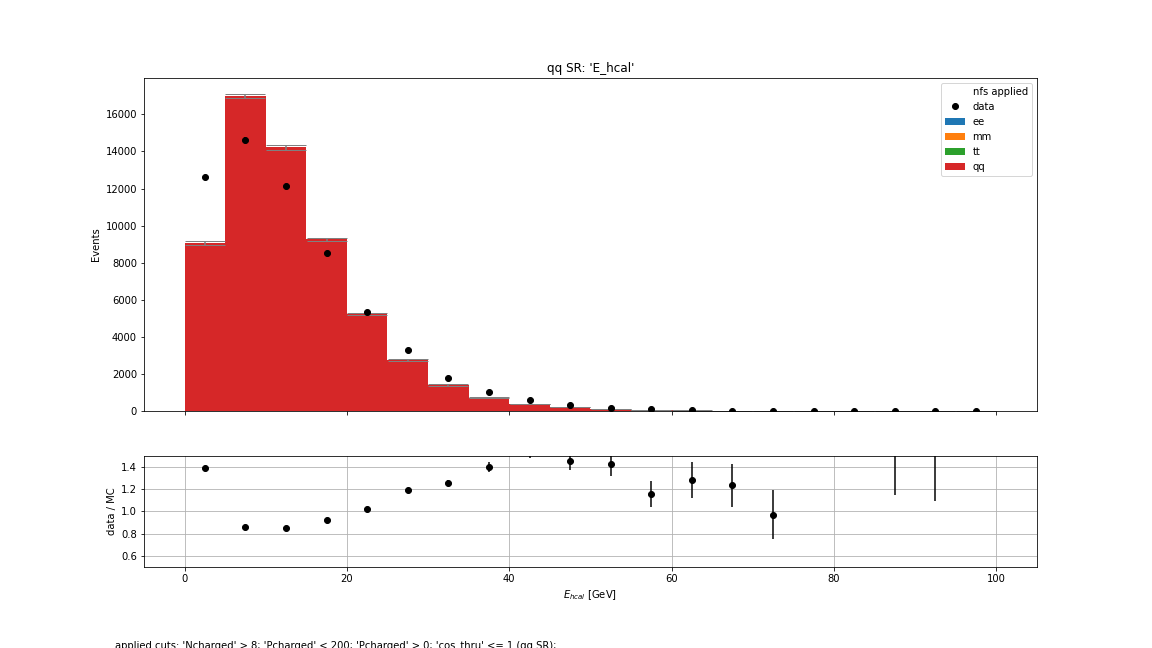 qq SR: 'E_hcal'
16000
14000
12000
10000
8000
6000
4000
2000
0
Events
nfs applied
data
ee
mm
tt
qq
1.4
1.2
1.0
0.8
0.6
data / MC
0 20 40 60 80 100
E_hcal [GeV]
applied cuts: 'Ncharged' > 8; 'Pcharged' < 200; 'Pcharged' > 0; 'cos_thru' <= 1 (qq SR);